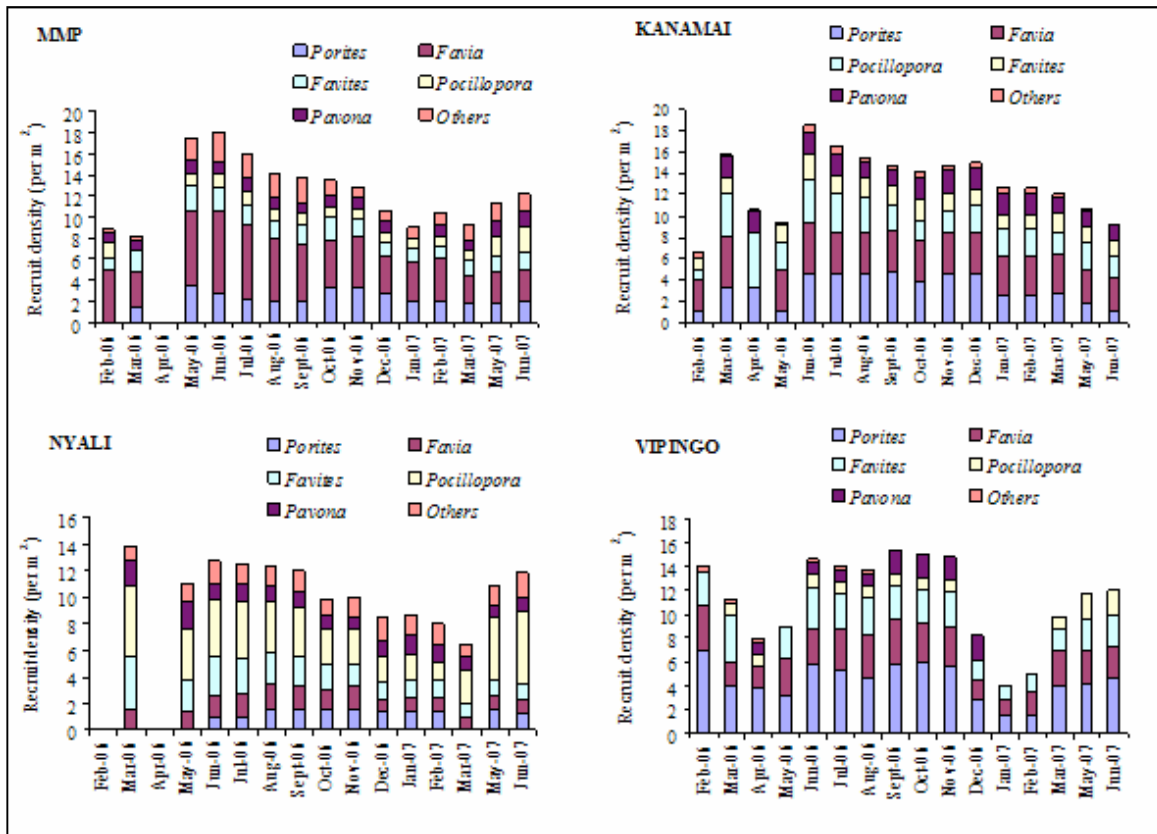 MMP
Porites Favia
Favites Pocillopora
Pavona Others
Recruit density (per m²)
20
18
16
14
12
10
8
6
4
2
0
Feb-06 Mar-06 Apr-06 May-06 Jun-06 Jul-06 Aug-06 Sept-06 Oct-06 Nov-06 Dec-06 Jan-07 Feb-07 Mar-07 May-07 Jun-07
KANAMAI
Porites Favia
Pocillopora Favites
Pavona Others
Recruit density (per m²)
20
18
16
14
12
10
8
6
4
2
0
Feb-06 Mar-06 Apr-06 May-06 Jun-06 Jul-06 Aug-06 Sept-06 Oct-06 Nov-06 Dec-06 Jan-07 Feb-07 Mar-07 May-07 Jun-07
NYALI
Porites Favia
Favites Pocillopora
Pavona Others
Recruit density (per m²)
16
14
12
10
8
6
4
2
0
Feb-06 Mar-06 Apr-06 May-06 Jun-06 Jul-06 Aug-06 Sept-06 Oct-06 Nov-06 Dec-06 Jan-07 Feb-07 Mar-07 May-07 Jun-07
VIPINGO
Porites Favia
Favites Pocillopora
Pavona Others
Recruit density (per m²)
18
16
14
12
10
8
6
4
2
0
Feb-06 Mar-06 Apr-06 May-06 Jun-06 Jul-06 Aug-06 Sept-06 Oct-06 Nov-06 Dec-06 Jan-07 Feb-07 Mar-07 May-07 Jun-07